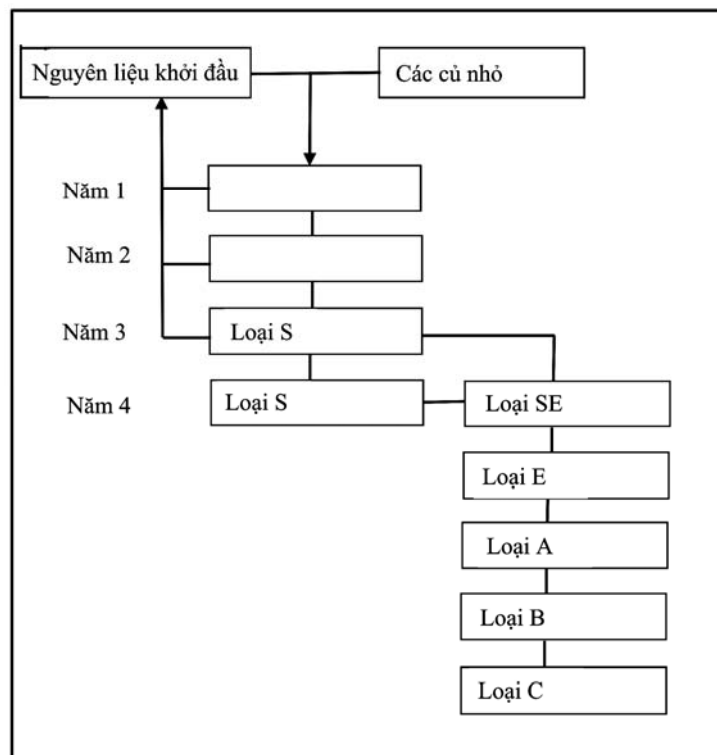 Nguyên liệu khởi đầu
Các củ nhỏ
Năm 1
Năm 2
Năm 3
Loại S
Năm 4
Loại S
Loại SE
Loại E
Loại A
Loại B
Loại C